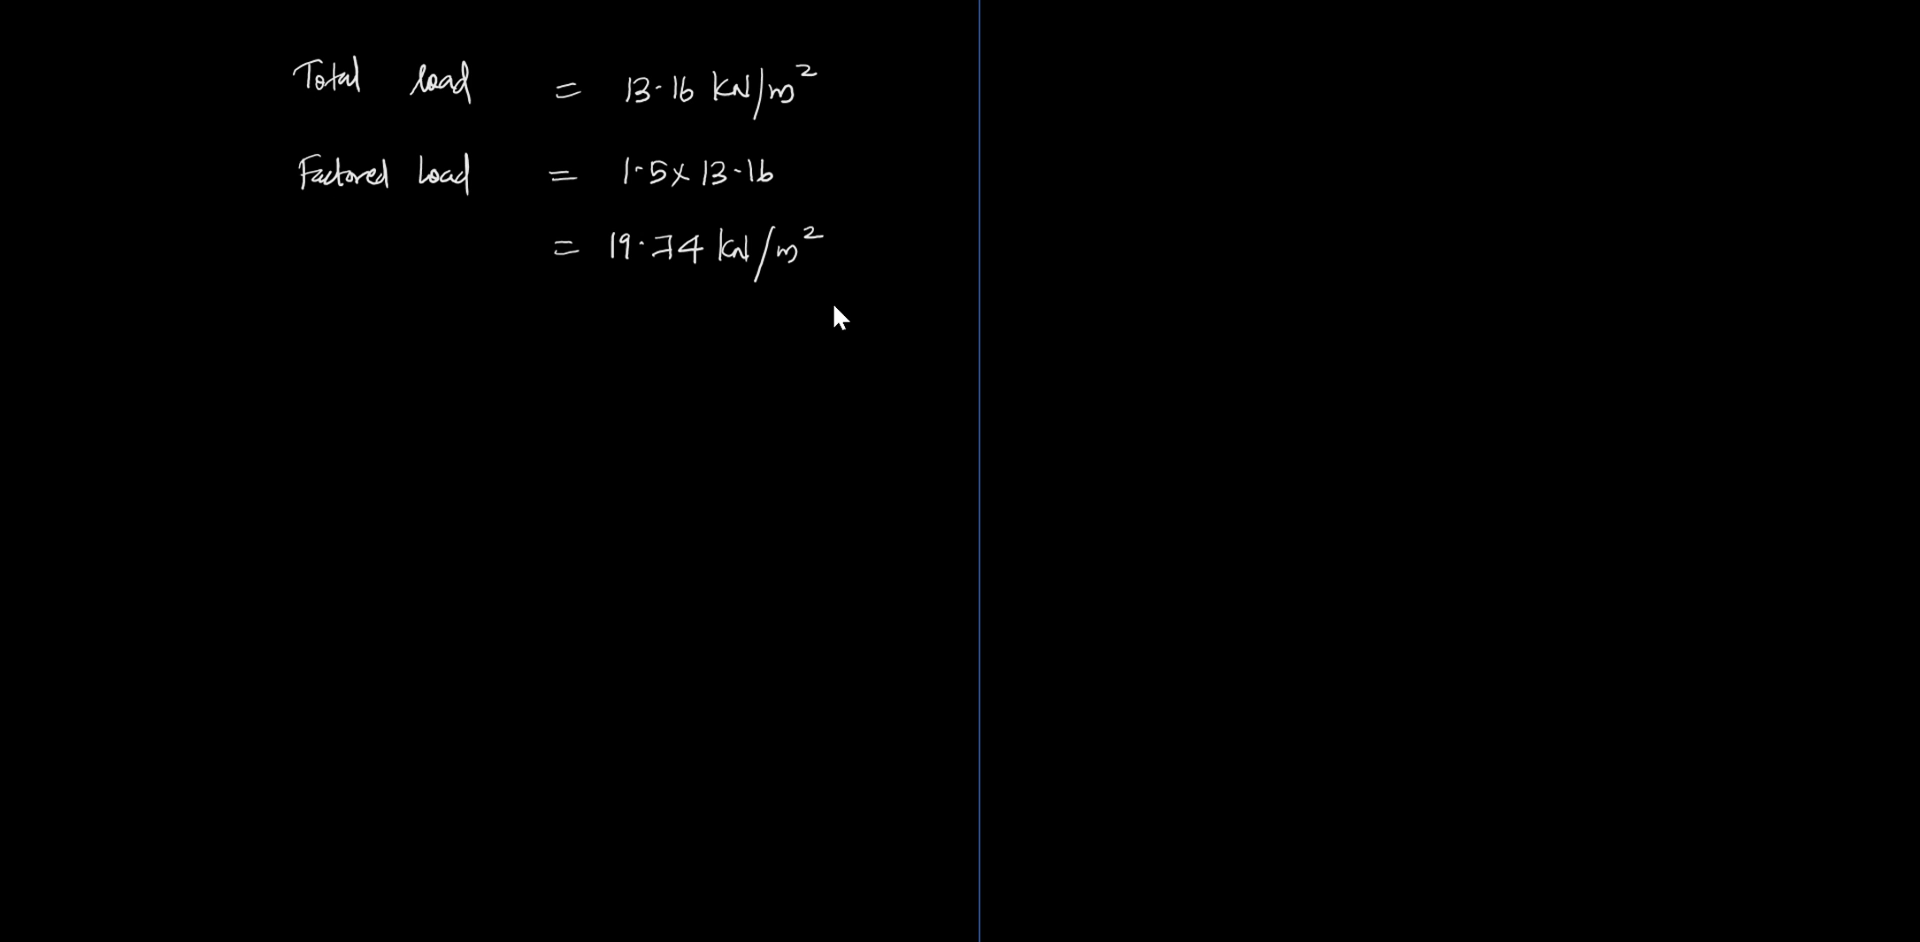 Total load = 13.16 kN/m²
Factored Load = 1.5 x 13.16
= 19.74 kN/m²